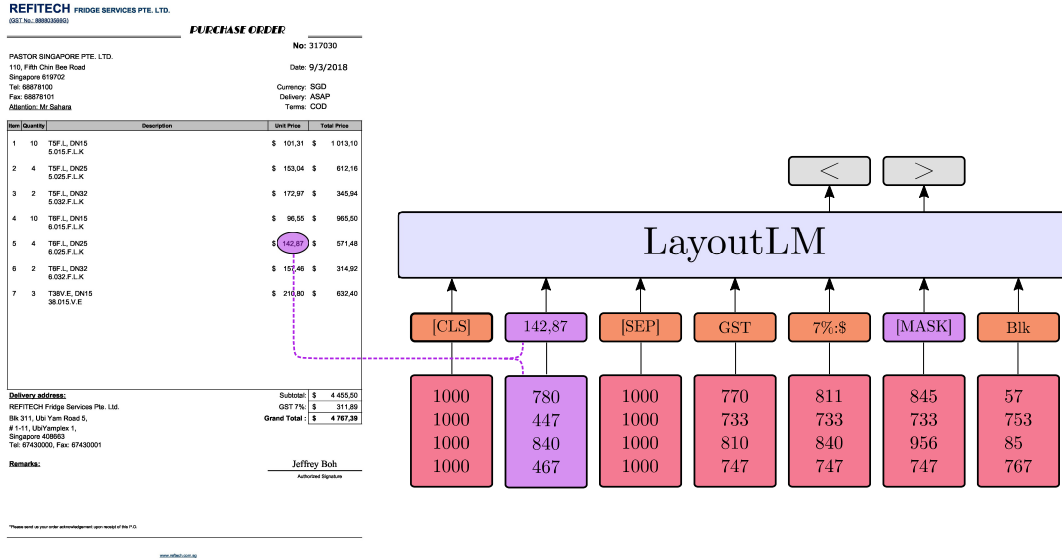 REFITECH FRIDGE SERVICES PTE. LTD.
(GST No.: 888803569G)
PURCHASE ORDER
No: 317030
PASTOR SINGAPORE PTE. LTD.
110, Fifth Chin Bee Road
Date: 9/3/2018
Singapore 619702
Tel: 68878100
Currency: SGD
Fax: 68878101
Delivery: ASAP
Attention: Mr Sahara
Terms: COD
Item Quantity Description Unit Price Total Price
1 10 T5F.L, DN15 $ 101,31 $ 1 013,10
5.015.F.L.K
2 4 T5F.L, DN25 $ 153,04 $ 612,16
5.025.F.L.K
3 2 T5F.L, DN32 $ 172,97 $ 345,94
5.032.F.L.K
4 10 T6F.L, DN15 $ 96,55 $ 965,50
6.015.F.L.K
5 4 T6F.L, DN25 $ 142,87 $ 571,48
6.025.F.L.K
6 2 T6F.L, DN32 $ 157,46 $ 314,92
6.032.F.L.K
7 3 T38V.E, DN15 $ 210,80 $ 632,40
38.015.V.E
Delivery address:
Subtotal: $ 4 455,50
REFITECH Fridge Services Pte. Ltd.
GST 7%: $ 311,89
Blk 311, Ubi Yam Road 5,
Grand Total : $ 4 767,39
# 1-11, UbiYamplex 1,
Singapore 408663
Tel: 67430000, Fax: 67430001
Remarks:
Jeffrey Boh
Authorized Signature
*Please send us your order acknowledgement upon receipt of this P.O.
www.refitech.com.sg
< >
LayoutLM
[CLS] 142,87 [SEP] GST 7%:$ [MASK] Blk
1000 780 1000 770 811 845 57
1000 447 1000 733 733 733 753
1000 840 1000 810 840 956 85
1000 467 1000 747 747 747 767